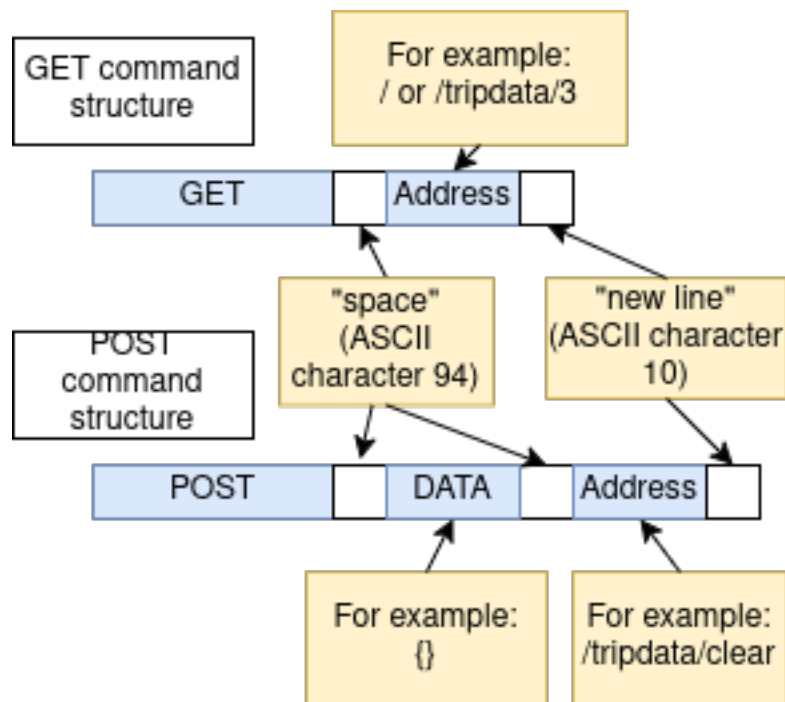 For example:
/ or /tripdata/3
GET command
structure
GET
Address
"space"
(ASCII
character 94)
"new line"
(ASCII character
10)
POST
command
structure
POST
DATA
Address
For example:
{}
For example:
/tripdata/clear